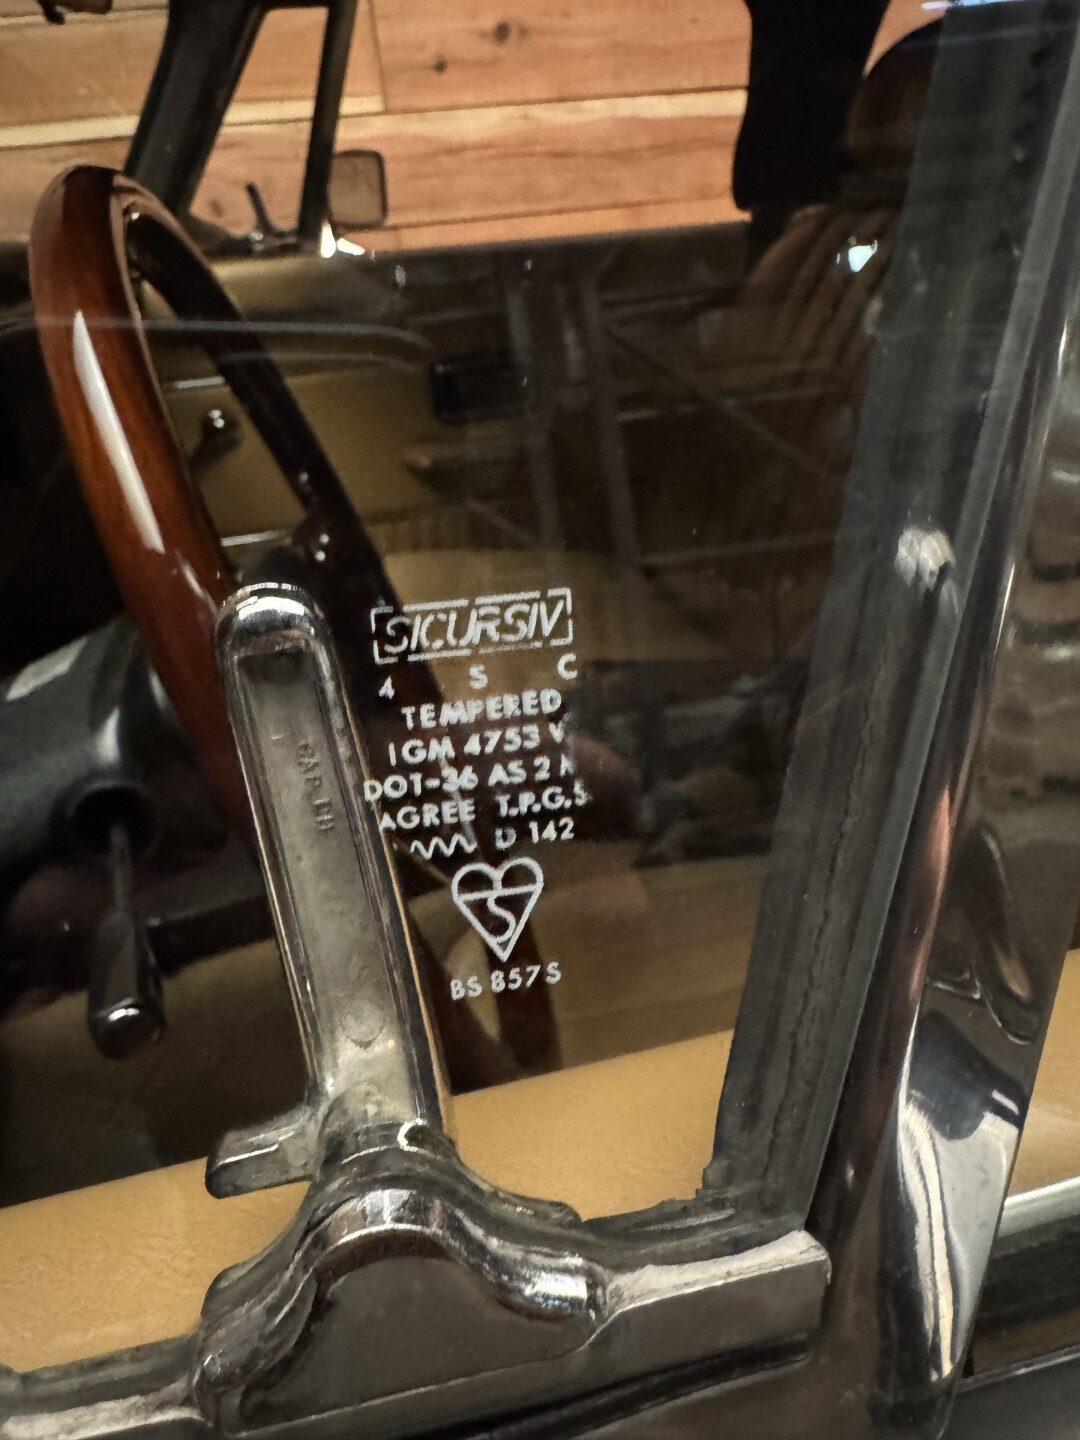 SICURSIV
4 S C
TEMPERED
IGM 4753 V
DOT-36 AS 2
AGREE T.P.G.S
D 142
S
BS 857 S